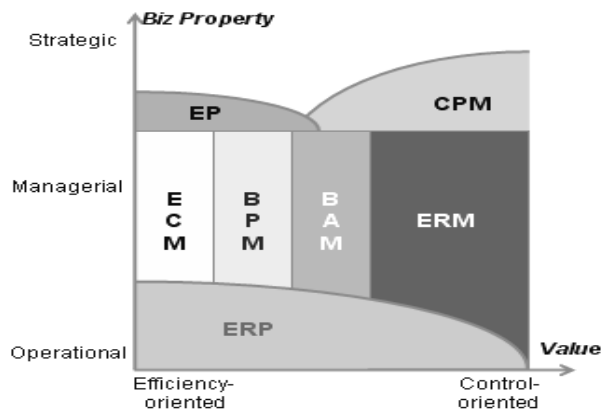 Biz Property
Strategic
EP
CPM
Managerial
E
C
M
B
P
M
B
A
M
ERM
ERP
Operational
Value
Efficiency-
oriented
Control-
oriented